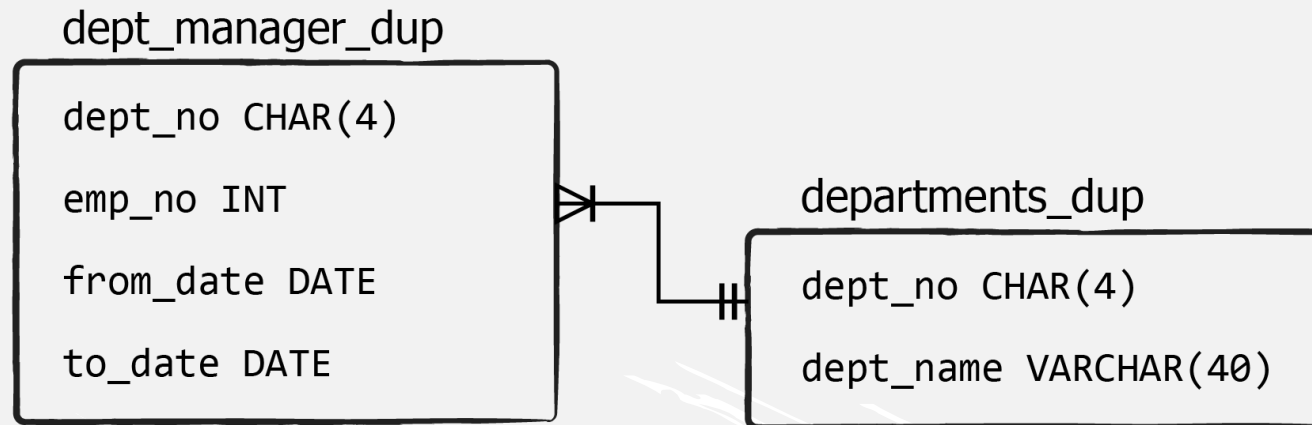 dept_manager_dup
dept_no CHAR(4)
emp_no INT
from_date DATE
to_date DATE
departments_dup
dept_no CHAR(4)
dept_name VARCHAR(40)